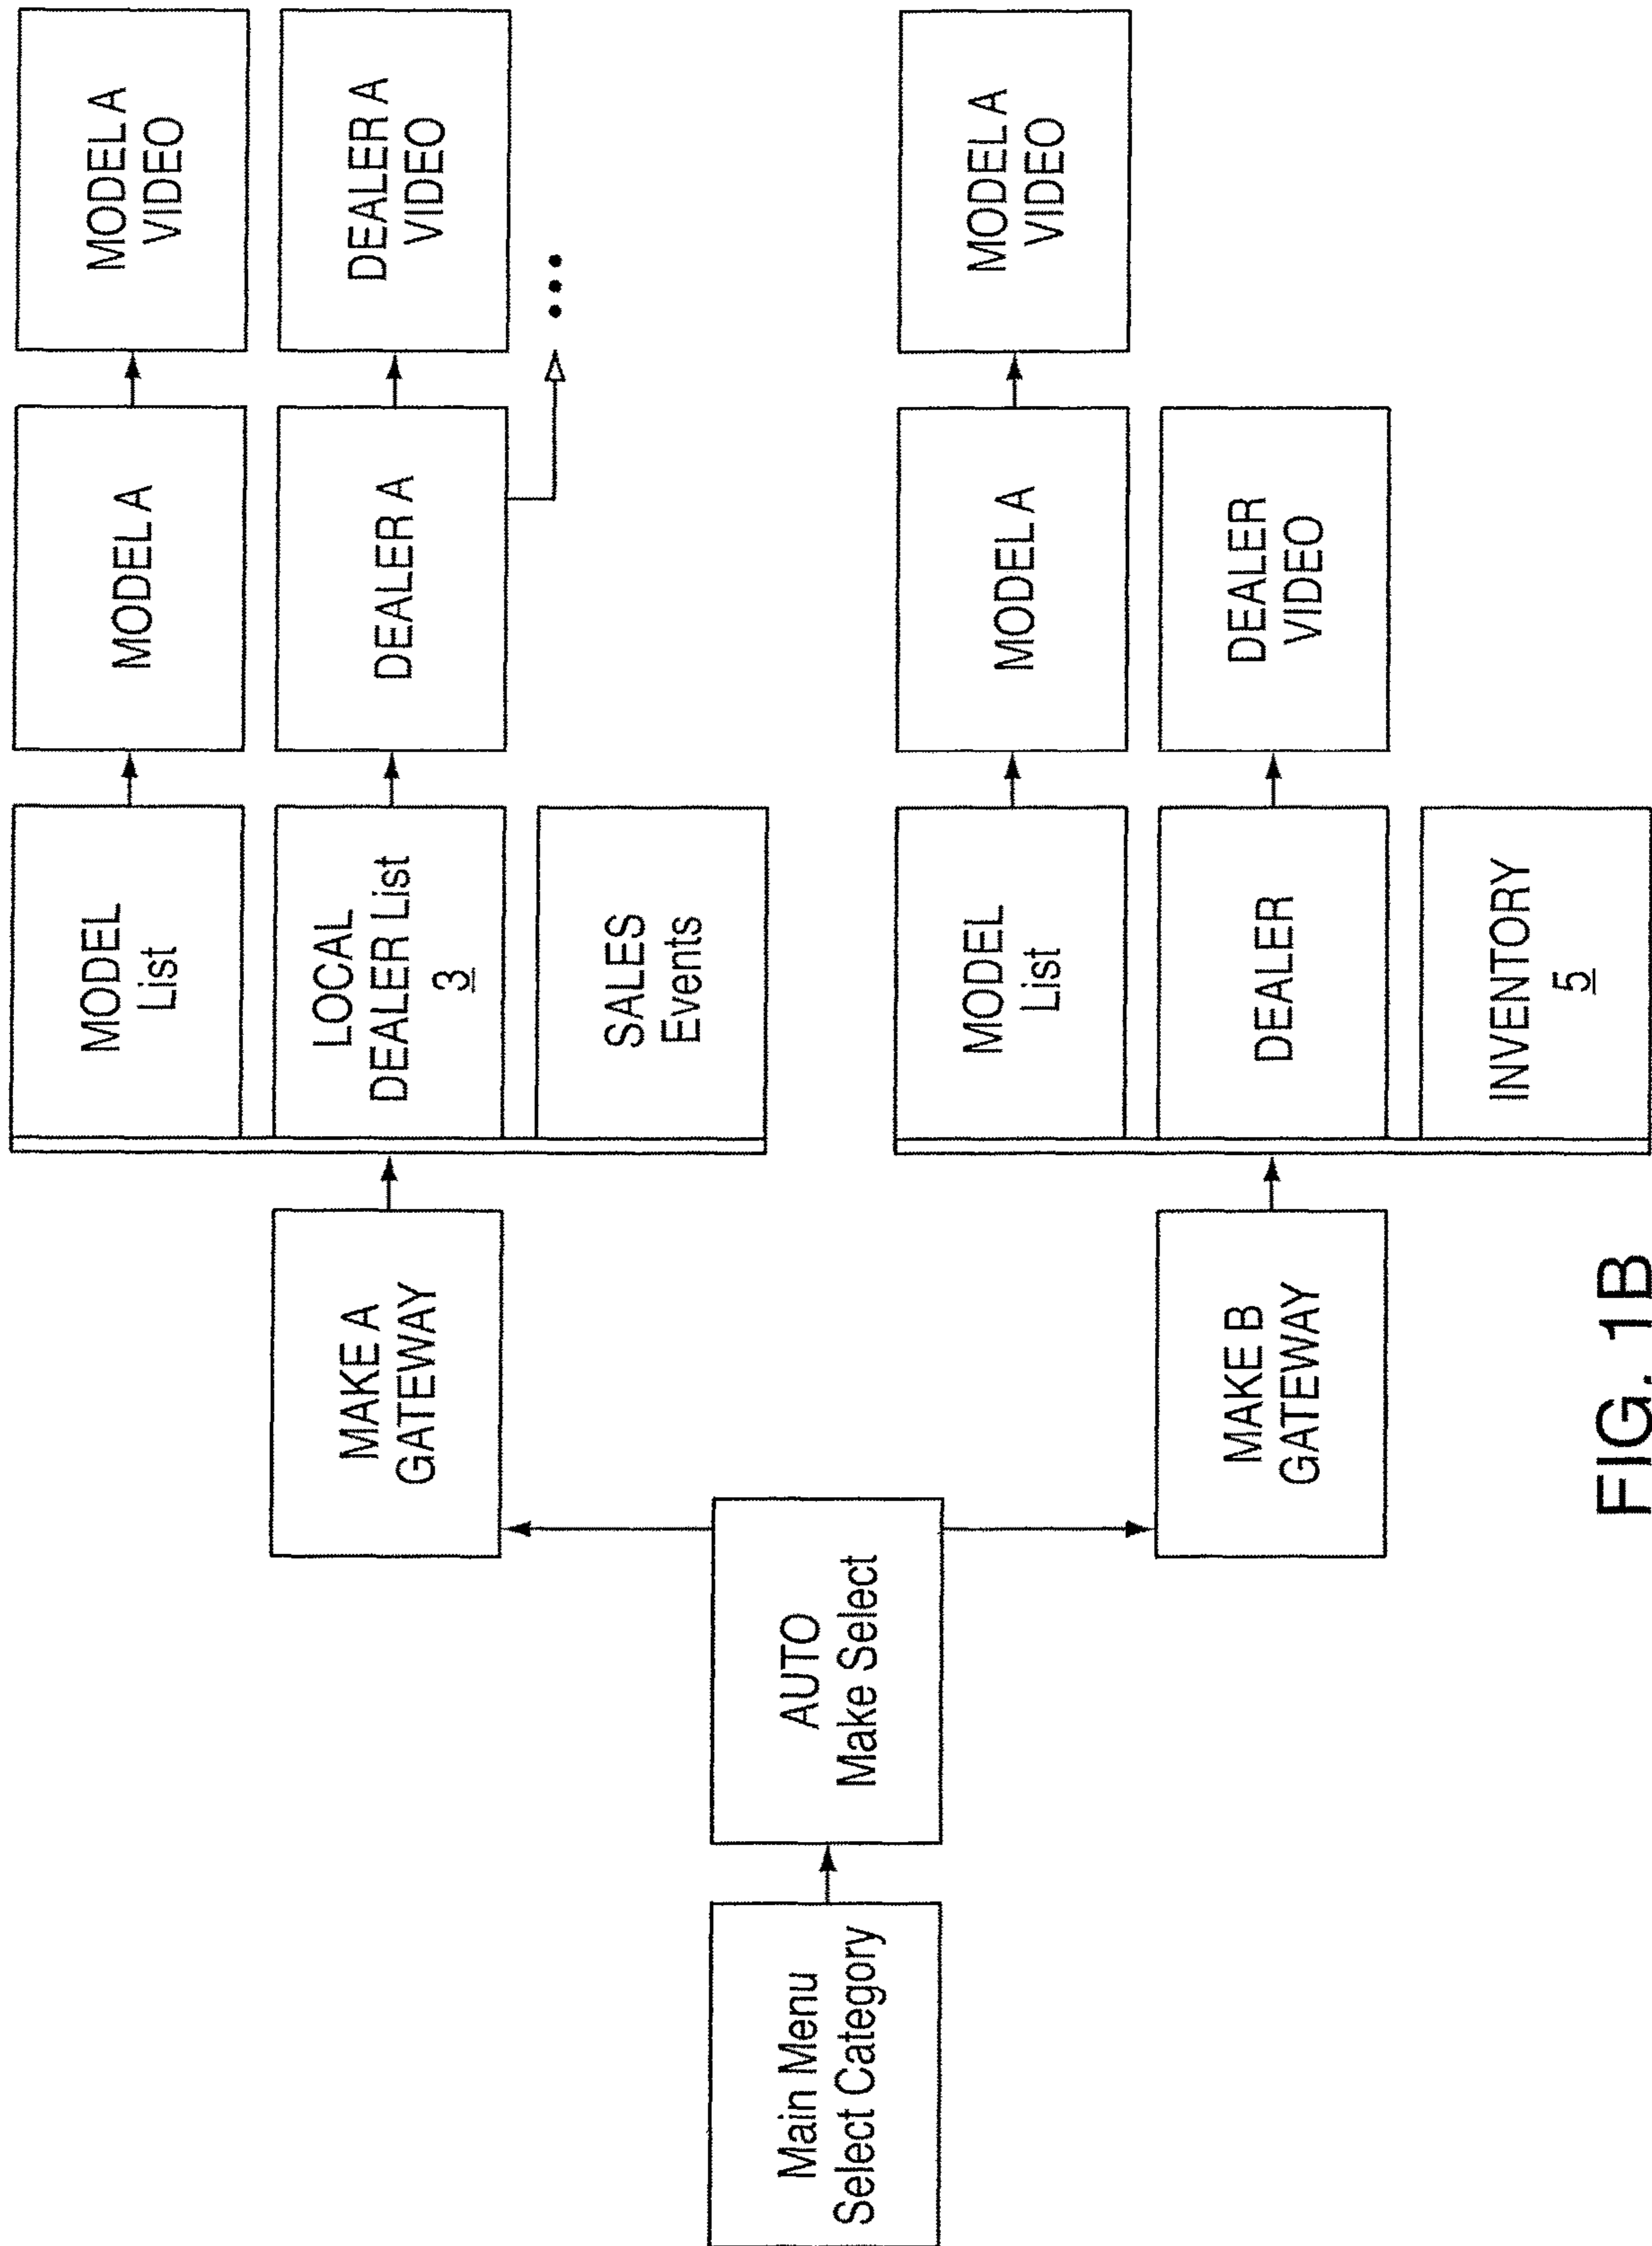 Main Menu
Select Category
AUTO
Make Select
MAKE A
GATEWAY
MODEL
List
MODEL A
MODEL A
VIDEO
LOCAL
DEALER List
3
DEALER A
DEALER A
VIDEO
SALES
Events
MAKE B
GATEWAY
MODEL
List
MODEL A
MODEL A
VIDEO
DEALER
DEALER
VIDEO
INVENTORY
5
FIG. 1B